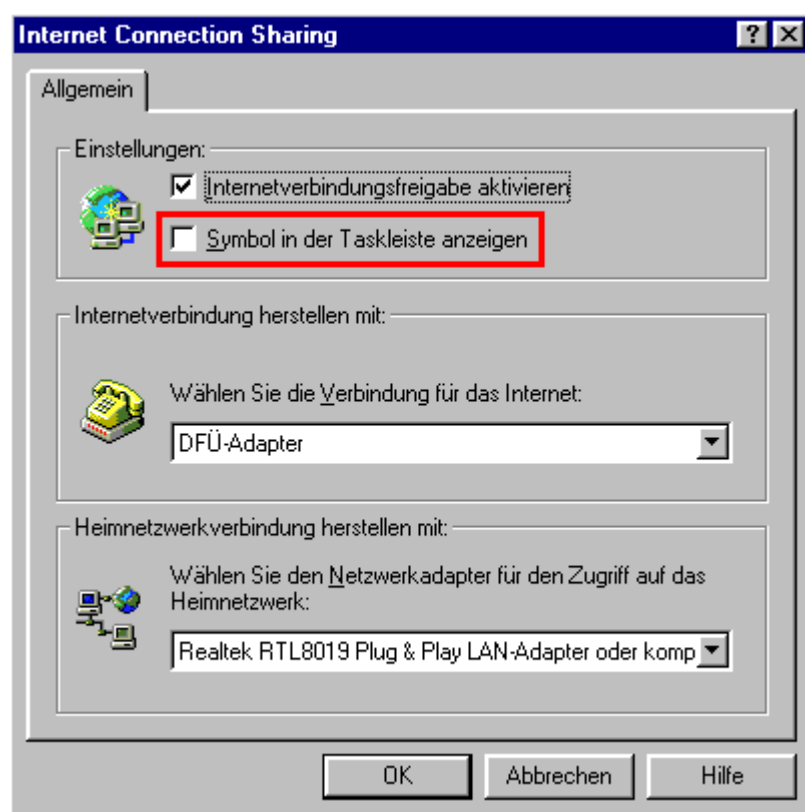 Internet Connection Sharing
Allgemein
Einstellungen:
Internetverbindungsfreigabe aktivieren
Symbol in der Taskleiste anzeigen
Internetverbindung herstellen mit:
Wählen Sie die Verbindung für das Internet:
DFÜ-Adapter
Heimnetzwerkverbindung herstellen mit:
Wählen Sie den Netzwerkadapter für den Zugriff auf das
Heimnetzwerk:
Realtek RTL8019 Plug & Play LAN-Adapter oder komp
OK
Abbrechen
Hilfe